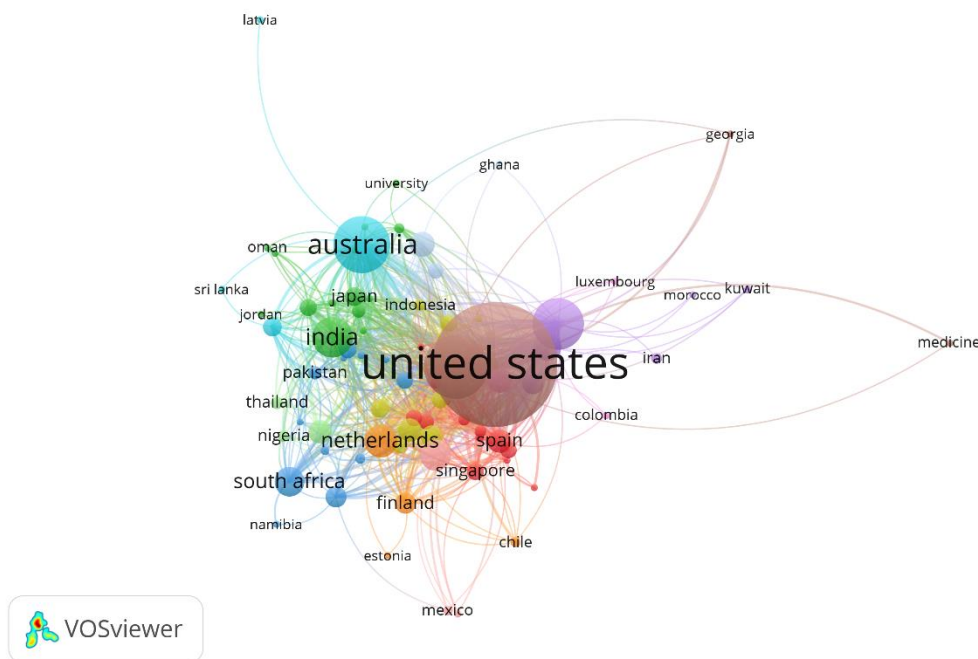 latvia
georgia
ghana
university
australia
oman
luxembourg
kuwait
sri lanka
japan
indonesia
morocco
jordan
india
medicine
united states
iran
pakistan
thailand
colombia
nigeria
netherlands
spain
singapore
south africa
finland
namibia
chile
estonia
mexico
VOSviewer